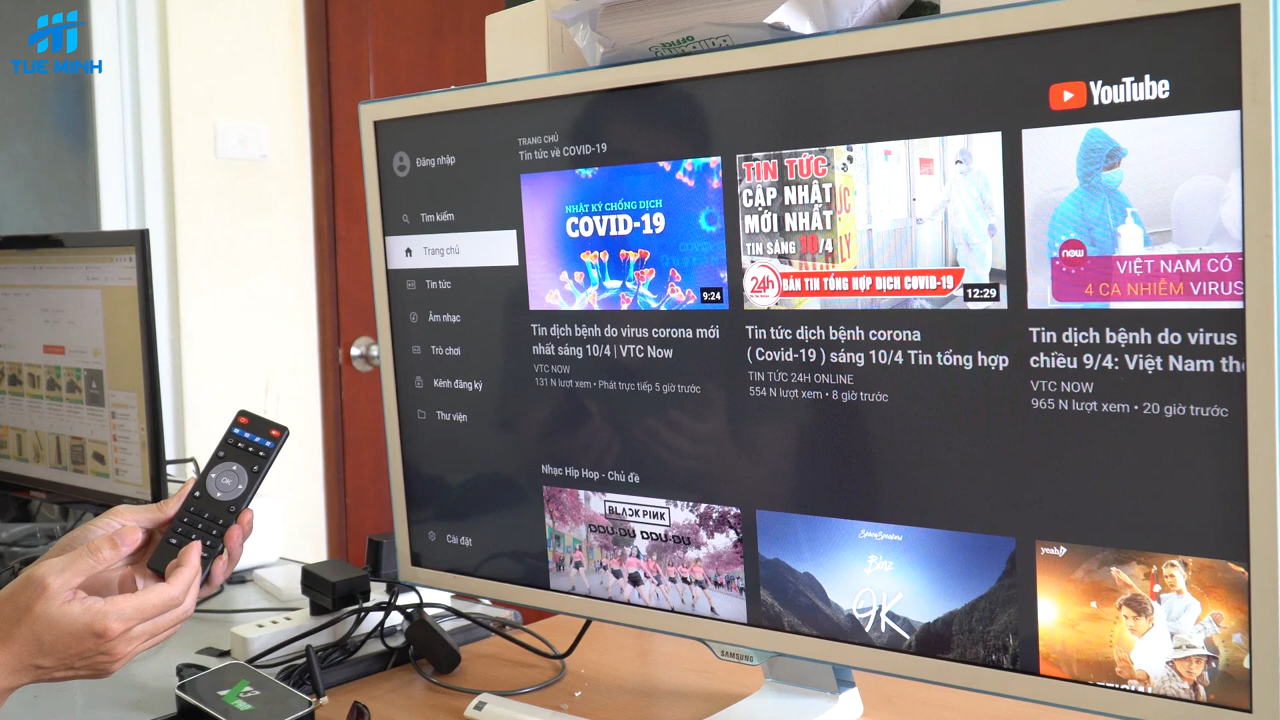 TUE MINH
YouTube
Đăng nhập
Tìm kiếm
Trang chủ
Tin tức
Âm nhạc
Trò chơi
Kênh đăng ký
Thư viện
Cài đặt
TRANG CHỦ
Tin tức về COVID-19
NHẬT KÝ CHỐNG DỊCH
COVID-19
9:24
Tin dịch bệnh do virus corona mới
nhất sáng 10/4 | VTC Now
VTC NOW
131 N lượt xem • Phát trực tiếp 5 giờ trước
TIN TỨC
CẬP NHẬT
MỚI NHẤT
TIN SÁNG 10/4
24h
BẢN TIN TỔNG HỢP DỊCH COVID-19
12:29
Tin tức dịch bệnh corona
( Covid-19 ) sáng 10/4 Tin tổng hợp
TIN TỨC 24H ONLINE
554 N lượt xem • 8 giờ trước
now
VIỆT NAM CÓ
4 CA NHIỄM VIRUS
Tin dịch bệnh do virus
chiều 9/4: Việt Nam
VTC NOW
965 N lượt xem • 20 giờ trước
Nhạc Hip Hop - Chủ đề
BLACKPINK
DDU-DU DDU-DU
Binz
9K
yeah1
SAMSUNG
OK
X3
PRO